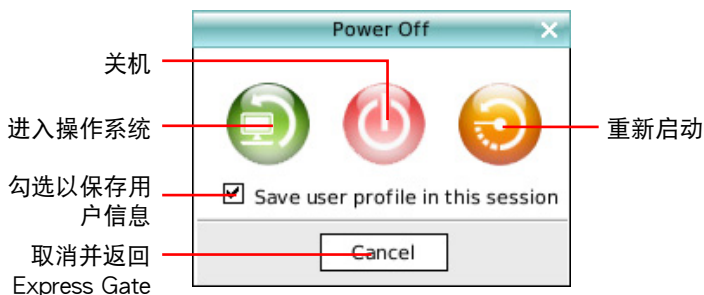 Power Off
关机
进入操作系统
重新启动
勾选以保存用
户信息
Save user profile in this session
取消并返回
Express Gate
Cancel